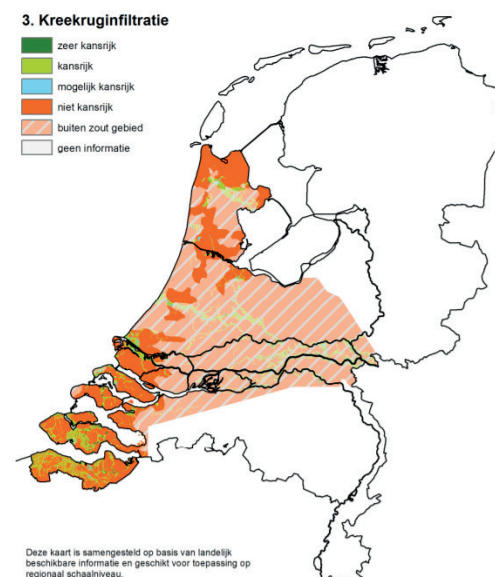 3. Kreekruginfiltratie
zeer kansrijk
kansrijk
mogelijk kansrijk
niet kansrijk
buiten zout gebied
geen informatie
Deze kaart is samengesteld op basis van landelijk
beschikbare informatie en geschikt voor toepassing op
regionaal schaalniveau.